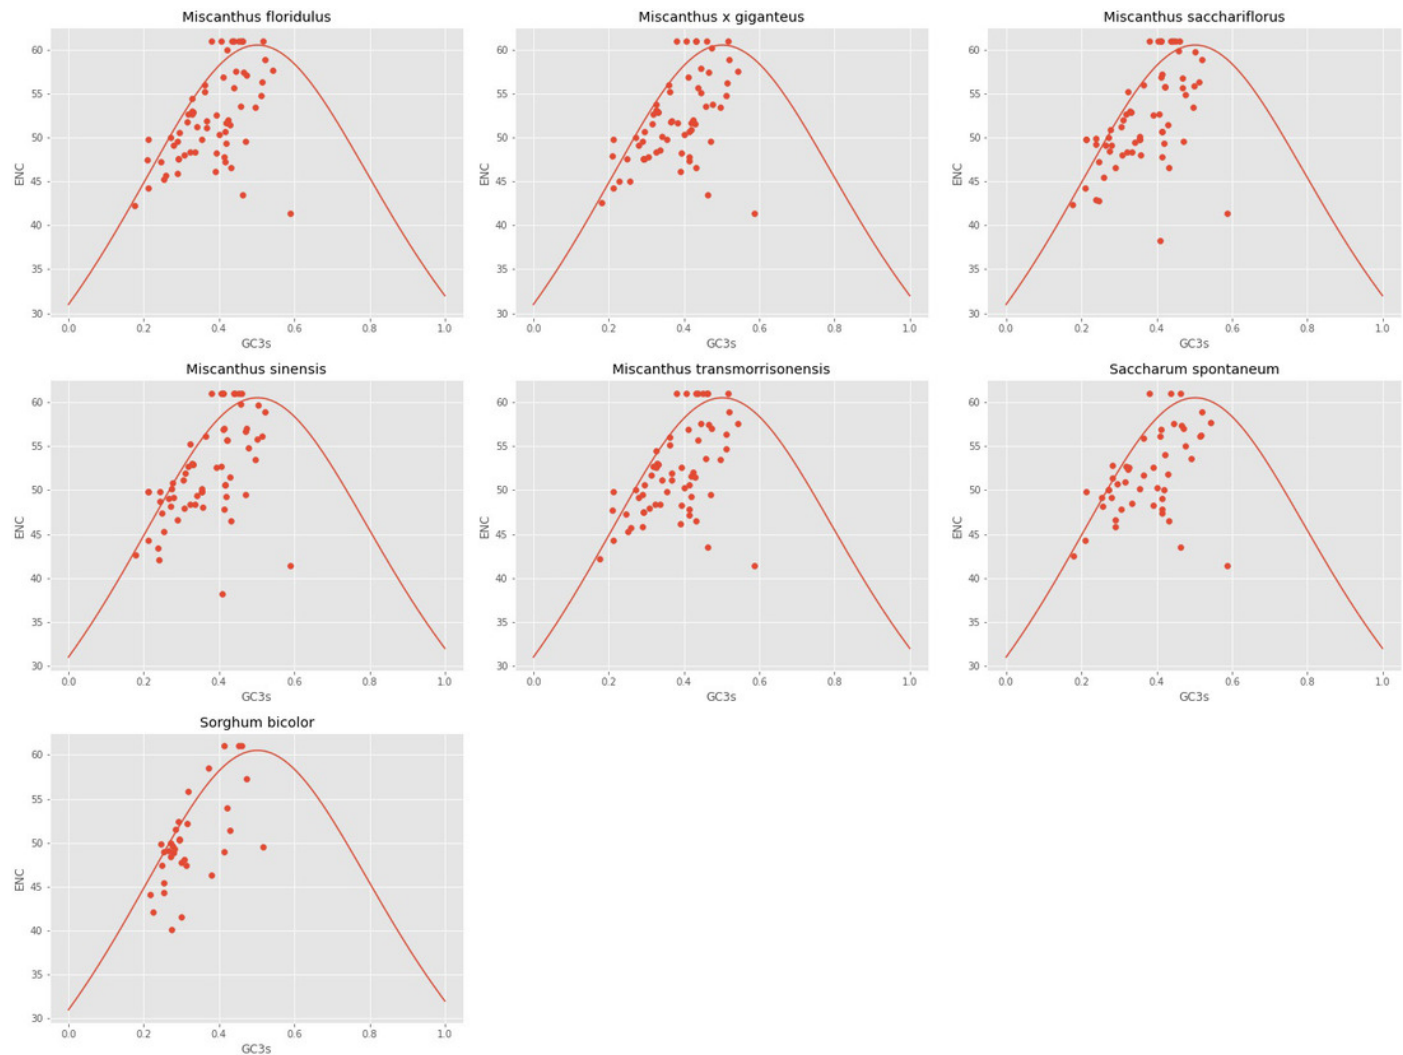 Miscanthus floridulus
60
55
50
45
40
35
30
ENC
0.0 0.2 0.4 0.6 0.8 1.0
GC3s
Miscanthus x giganteus
60
55
50
45
40
35
30
ENC
0.0 0.2 0.4 0.6 0.8 1.0
GC3s
Miscanthus sacchariflorus
60
55
50
45
40
35
30
ENC
0.0 0.2 0.4 0.6 0.8 1.0
GC3s
Miscanthus sinensis
60
55
50
45
40
35
30
ENC
0.0 0.2 0.4 0.6 0.8 1.0
GC3s
Miscanthus transmorrisonensis
60
55
50
45
40
35
30
ENC
0.0 0.2 0.4 0.6 0.8 1.0
GC3s
Saccharum spontaneum
60
55
50
45
40
35
30
ENC
0.0 0.2 0.4 0.6 0.8 1.0
GC3s
Sorghum bicolor
60
55
50
45
40
35
30
ENC
0.0 0.2 0.4 0.6 0.8 1.0
GC3s